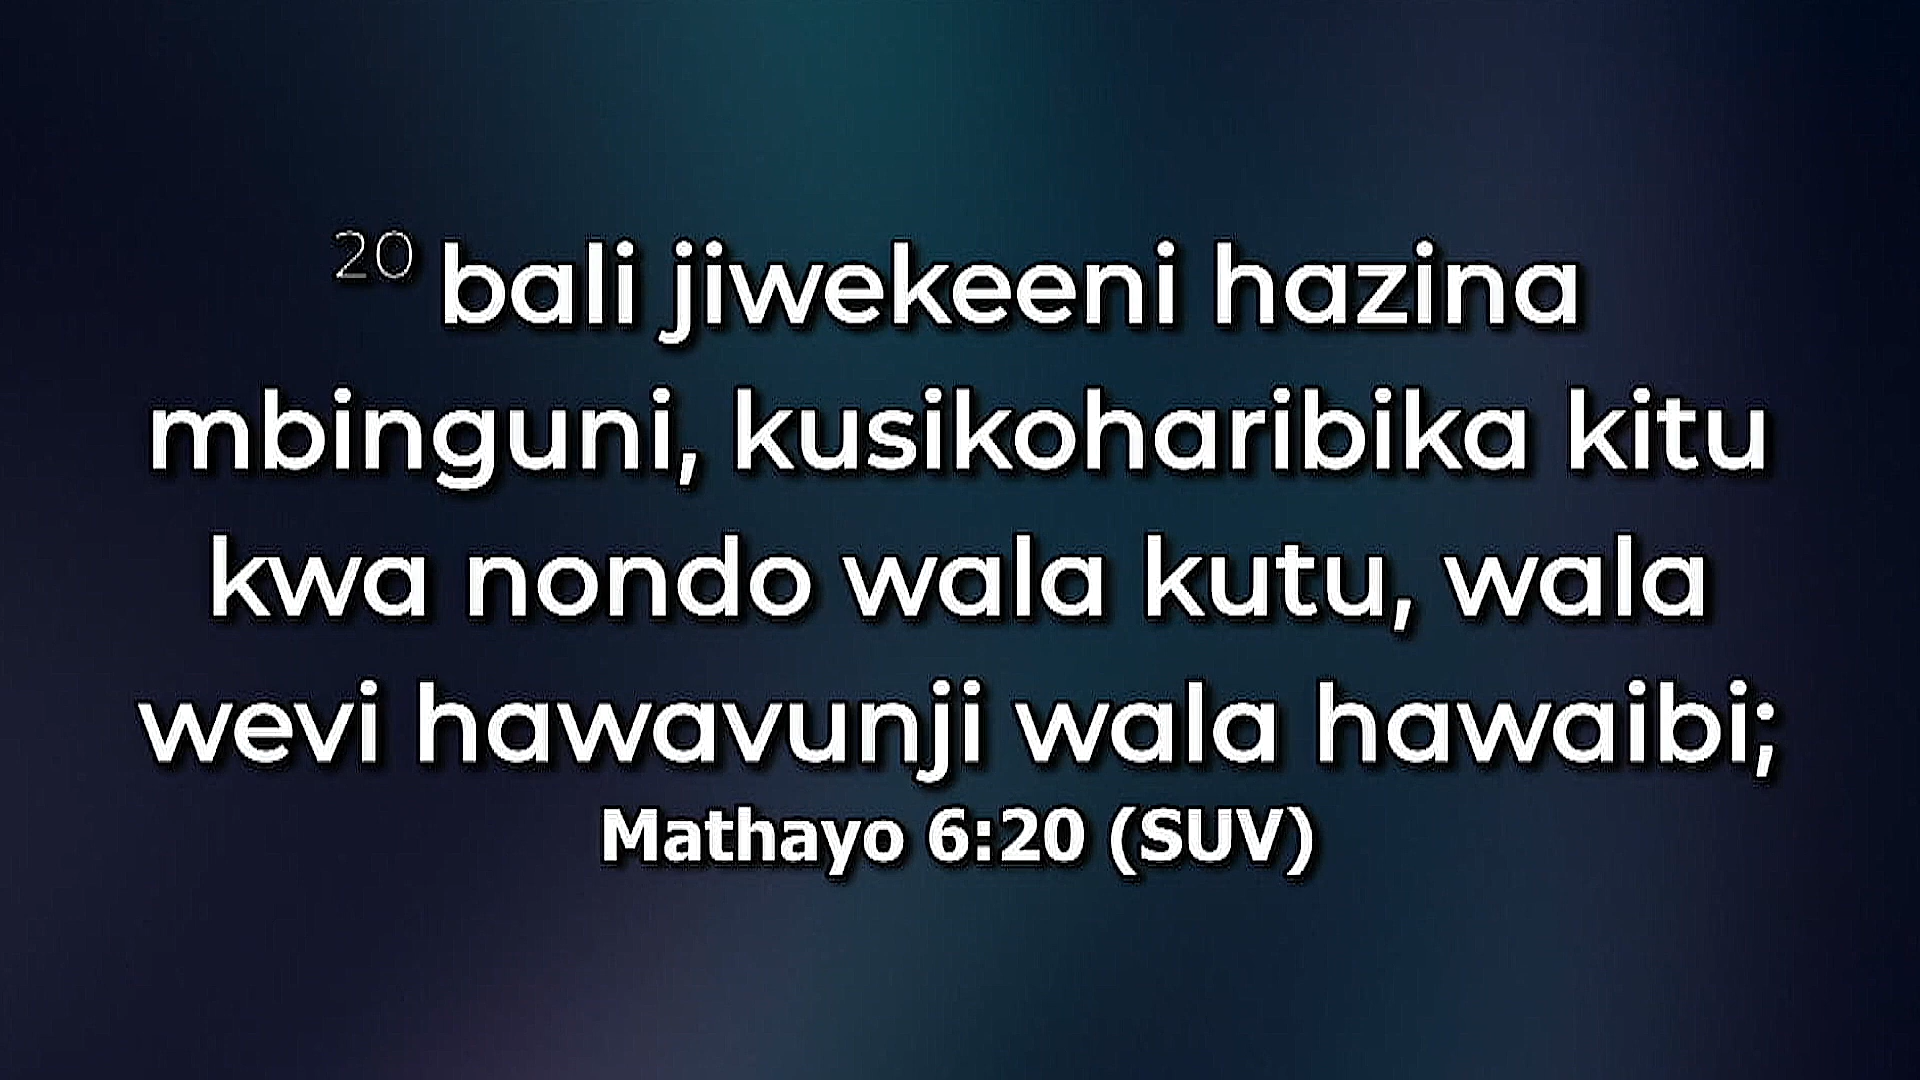 20 bali jiwekeeni hazina
mbinguni, kusikoharibika kitu
kwa nondo wala kutu, wala
wevi hawavunji wala hawaibi;
Mathayo 6:20 (SUV)